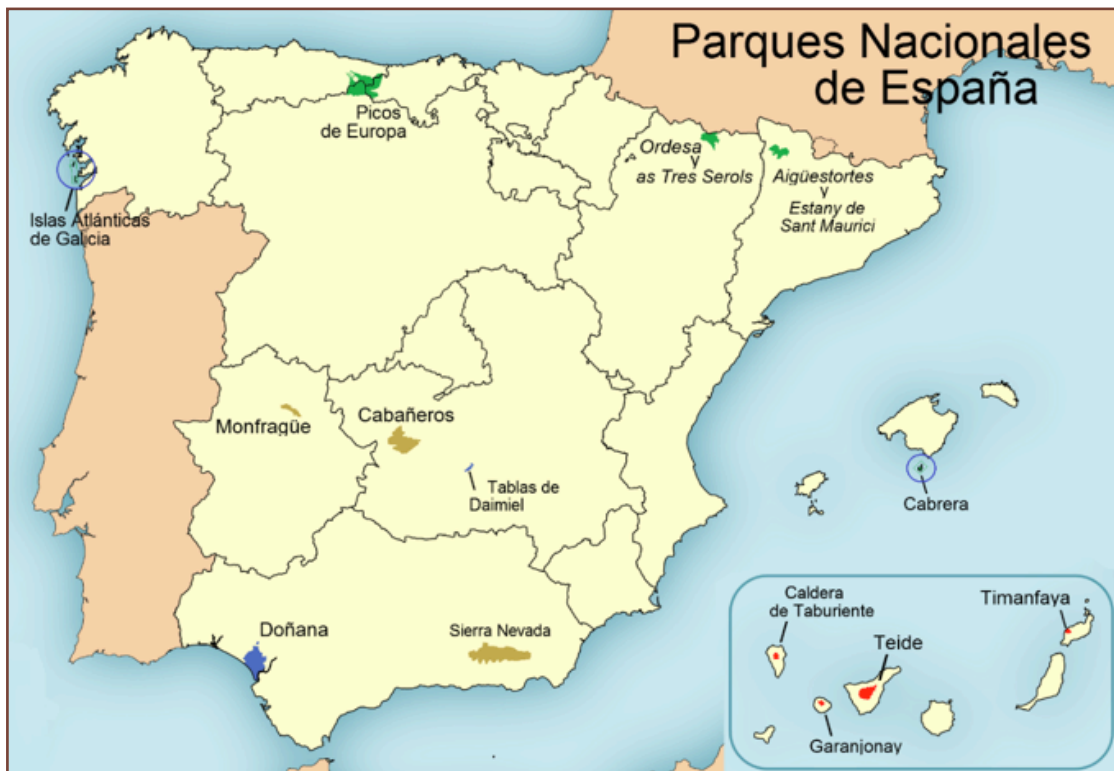 Parques Nacionales
de España
Picos
de Europa
Ordesa
y
as Tres Serols
Aigüestortes
y
Estany de
Sant Maurici
Islas Atlánticas
de Galicia
Monfragüe
Cabañeros
Tablas de
Daimiel
Cabrera
Doñana
Sierra Nevada
Caldera
de Taburiente
Timanfaya
Teide
Garanjonay